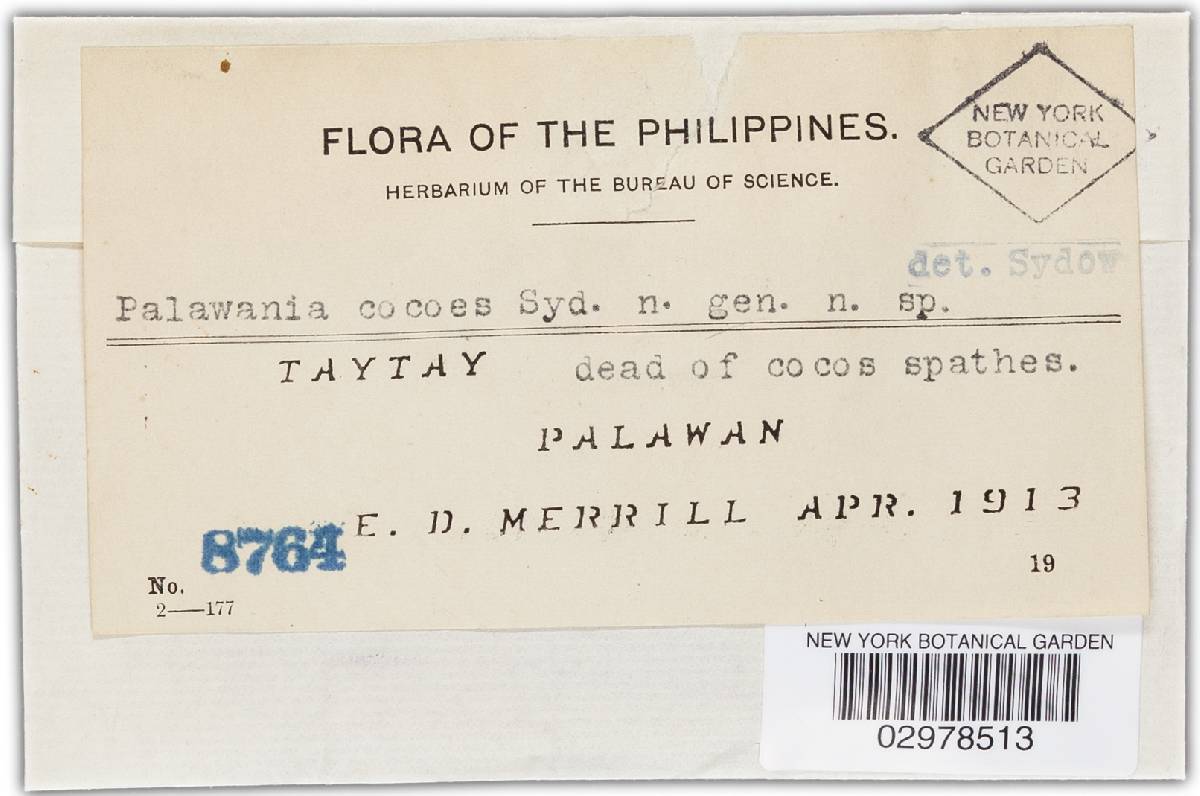 FLORA OF THE PHILIPPINES.
HERBARIUM OF THE BUREAU OF SCIENCE.
NEW YORK
BOTANICAL
GARDEN
det. Sydow
Palawania cocoes Syd. n. gen. n. sp.
TAYTAY dead of cocos spathes.
PALAWAN
E. D. MERRILL APR. 1913
No. 8764
19
2—177
NEW YORK BOTANICAL GARDEN
02978513